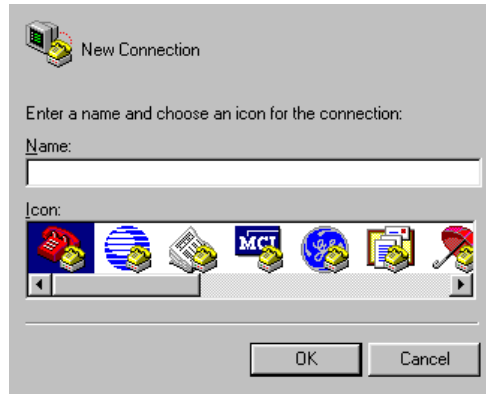 New Connection
Enter a name and choose an icon for the connection:
Name:
Icon:
MCI
OK
Cancel